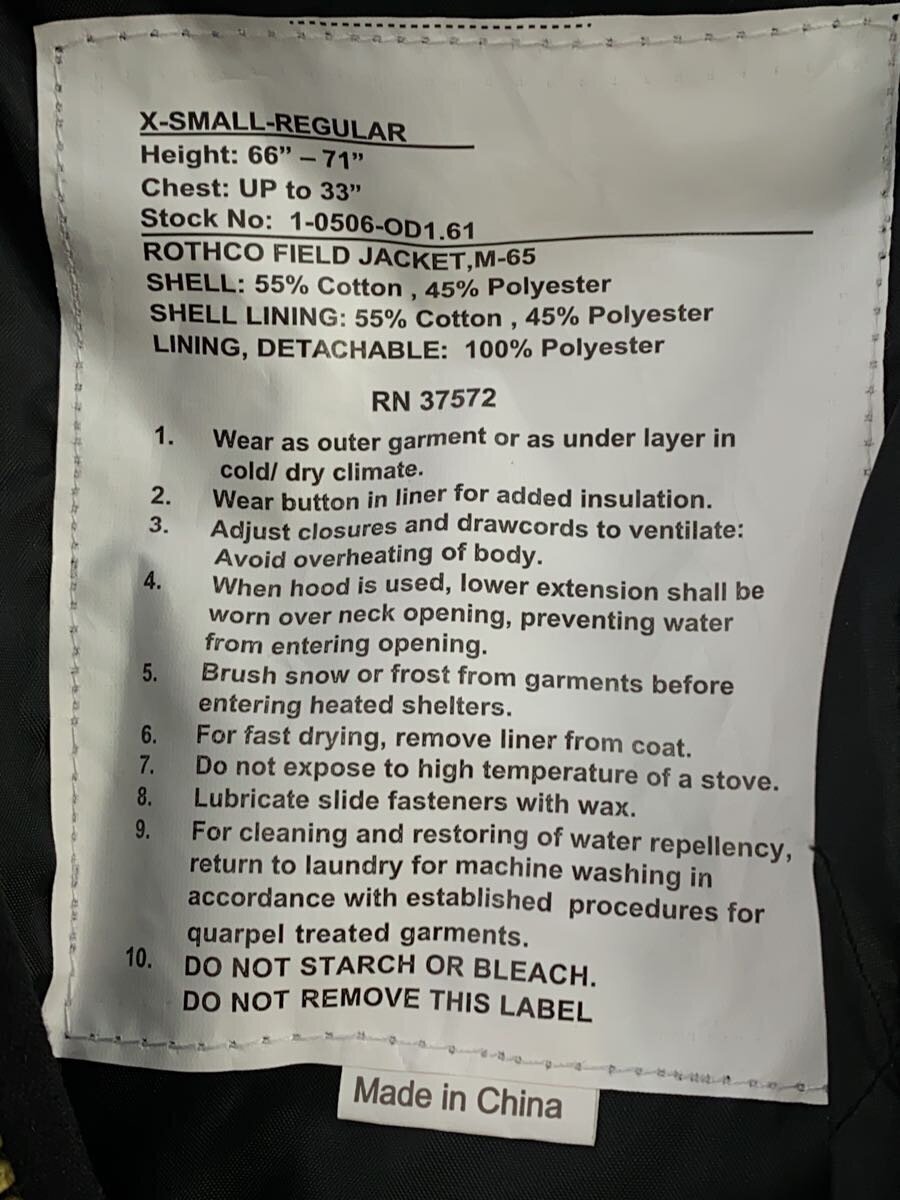 X-SMALL-REGULAR
Height: 66” – 71”
Chest: UP to 33”
Stock No: 1-0506-OD1.61
ROTHCO FIELD JACKET,M-65
SHELL: 55% Cotton , 45% Polyester
SHELL LINING: 55% Cotton , 45% Polyester
LINING, DETACHABLE: 100% Polyester
RN 37572
1. Wear as outer garment or as under layer in
cold/ dry climate.
2. Wear button in liner for added insulation.
3. Adjust closures and drawcords to ventilate:
Avoid overheating of body.
4. When hood is used, lower extension shall be
worn over neck opening, preventing water
from entering opening.
5. Brush snow or frost from garments before
entering heated shelters.
6. For fast drying, remove liner from coat.
7. Do not expose to high temperature of a stove.
8. Lubricate slide fasteners with wax.
9. For cleaning and restoring of water repellency,
return to laundry for machine washing in
accordance with established procedures for
quarpel treated garments.
10. DO NOT STARCH OR BLEACH.
DO NOT REMOVE THIS LABEL
Made in China